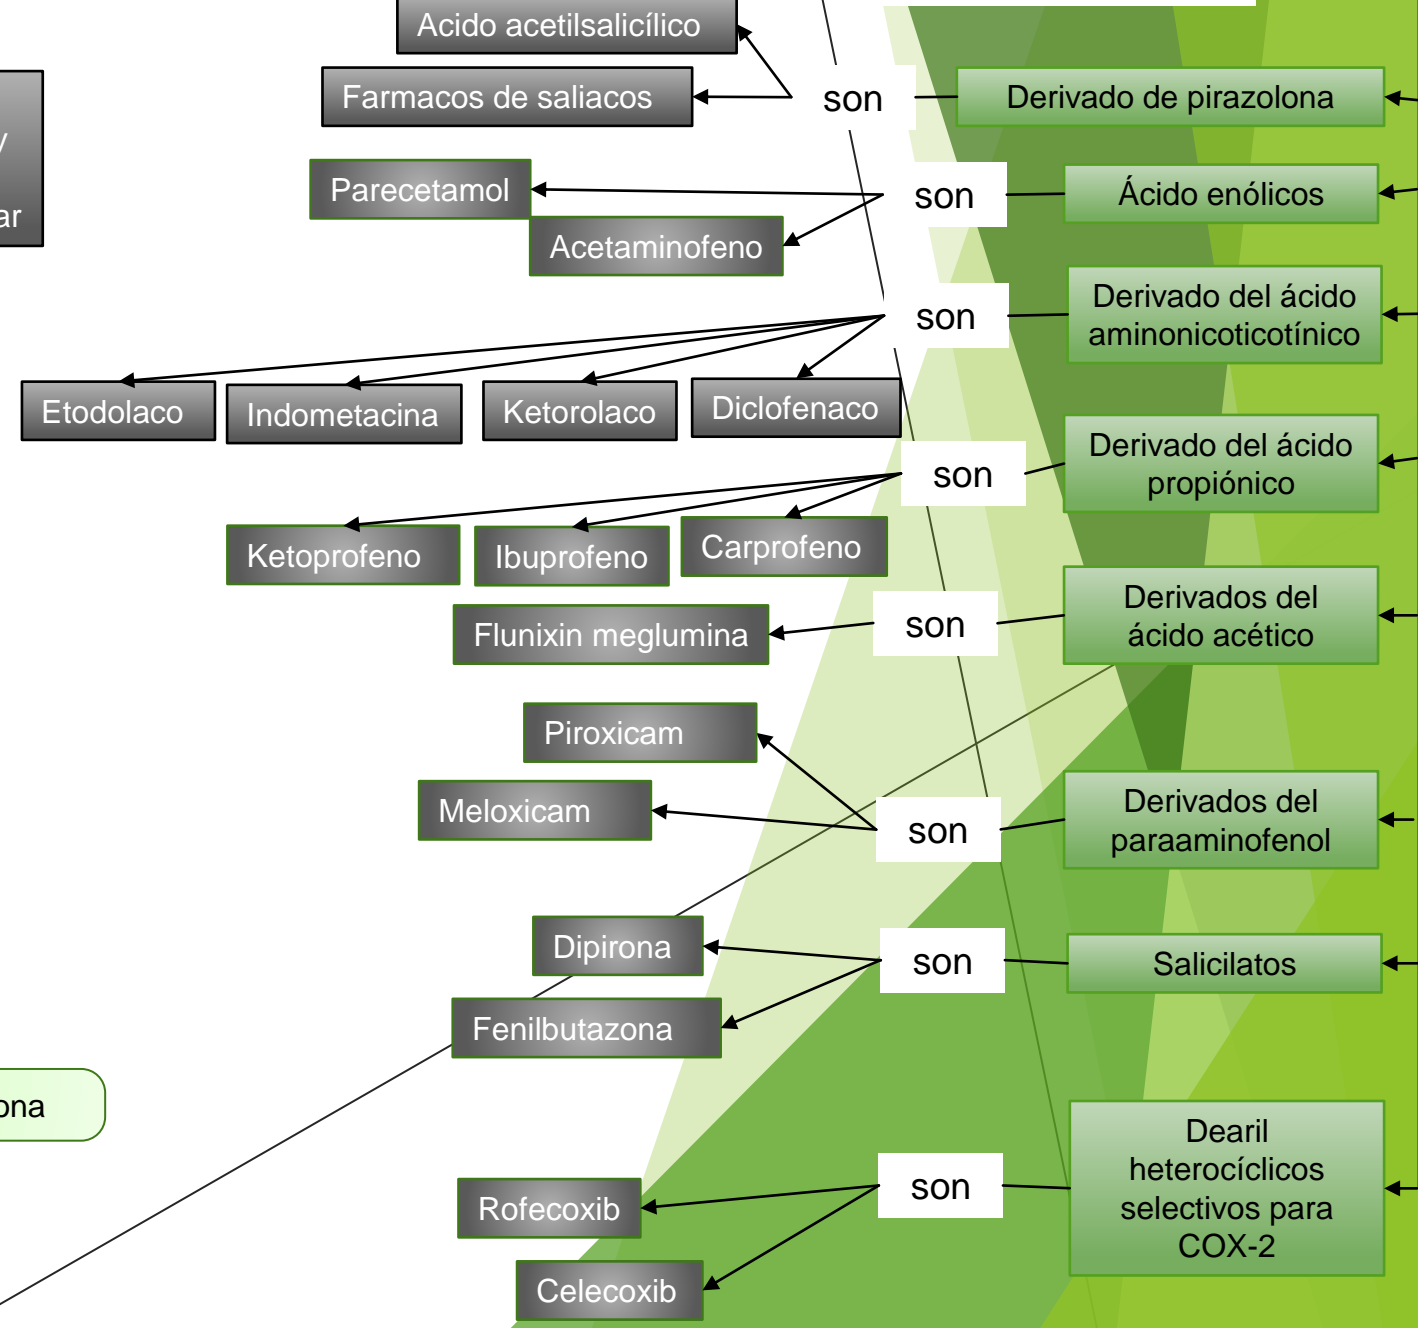 Acido acetilsalicílico
Farmacos de saliacos
son
Derivado de pirazolona
y
ar
Parecetamol
Acetaminofeno
son
Ácido enólicos
Derivado del ácido
aminonicoticotínico
son
Etodolaco
Indometacina
Ketorolaco
Diclofenaco
Derivado del ácido
propiónico
son
Ketoprofeno
Ibuprofeno
Carprofeno
Derivados del
ácido acético
son
Flunixin meglumina
Piroxicam
Meloxicam
son
Derivados del
paraaminofenol
Dipirona
Fenilbutazona
son
Salicilatos
ona
Dearil
heterocíclicos
selectivos para
COX-2
son
Rofecoxib
Celecoxib